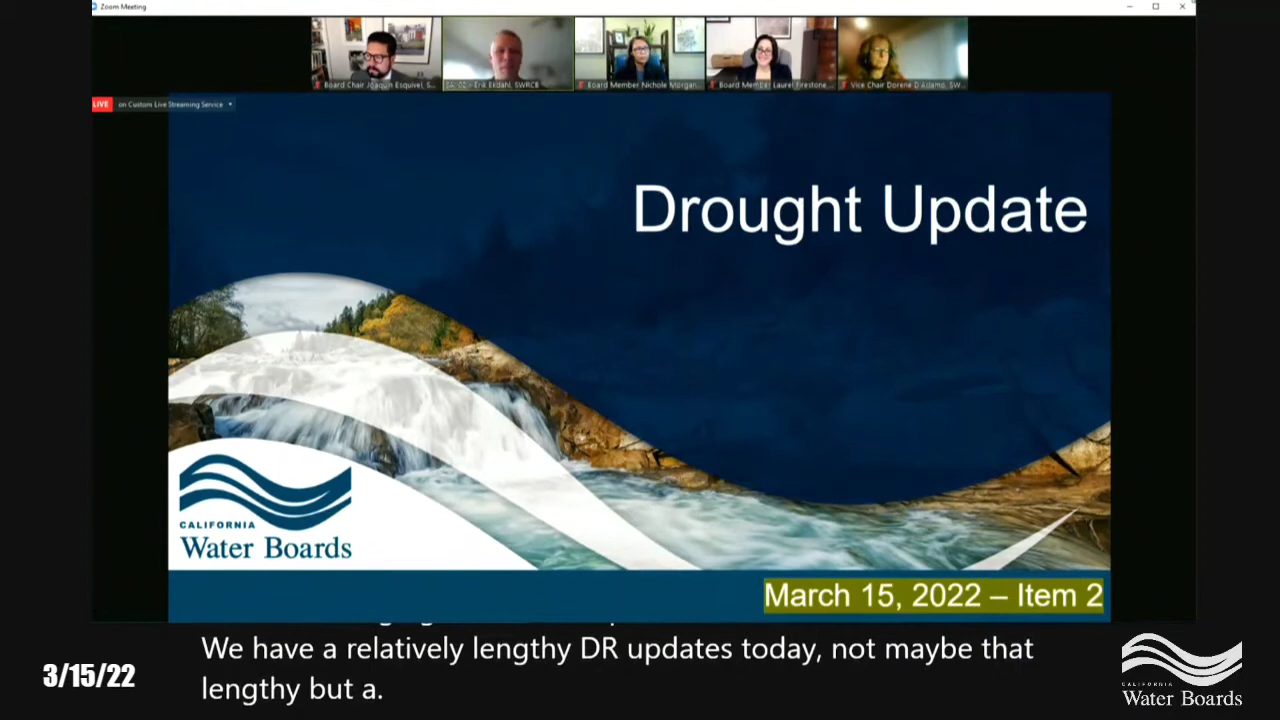 Zoom Meeting
Board Chair Joaquin Esquivel, S...
SA-02 - Erik Ekdahl, SWRCB
Board Member Nichole Morgan...
Board Member Laurel Firestone...
Vice Chair Dorene D'Adamo, SW...
LIVE on Custom Live Streaming Service
Drought Update
CALIFORNIA
Water Boards
March 15, 2022 – Item 2
We have a relatively lengthy DR updates today, not maybe that
lengthy but a.
3/15/22
CALIFORNIA
Water Boards